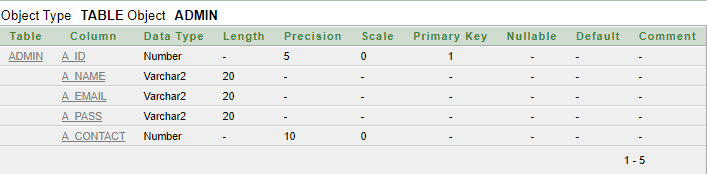 Object Type TABLE Object ADMIN
Table Column Data Type Length Precision Scale Primary Key Nullable Default Comment
ADMIN A_ID Number - 5 0 1 - - -
A_NAME Varchar2 20 - - - - - -
A_EMAIL Varchar2 20 - - - - - -
A_PASS Varchar2 20 - - - - - -
A_CONTACT Number - 10 0 - - - -
1 - 5